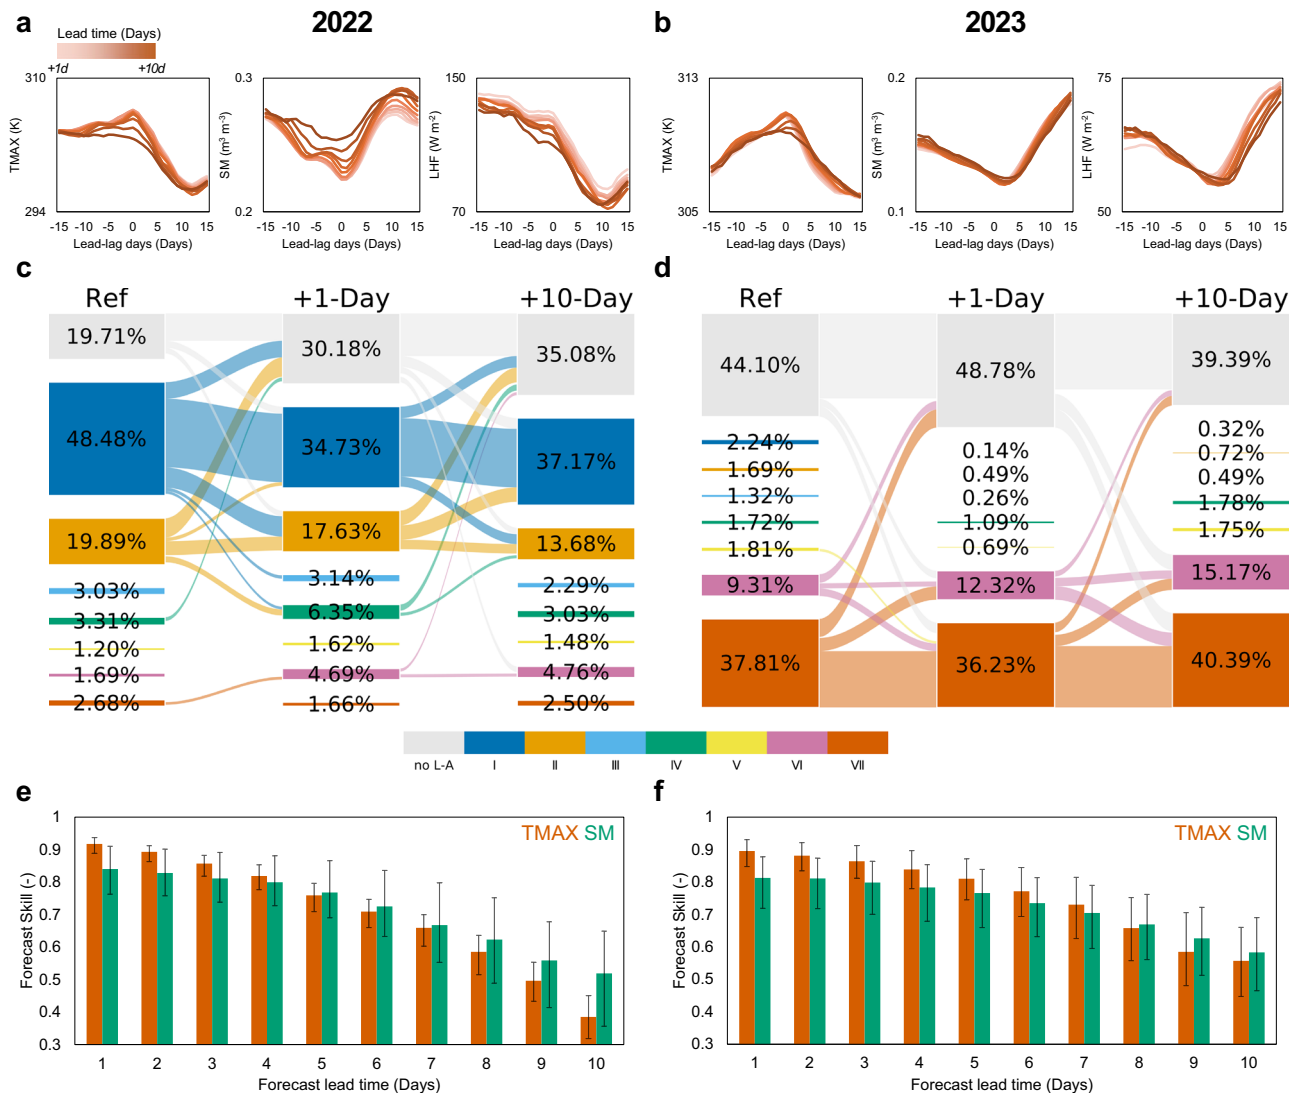 a
2022
b
2023
Lead time (Days)
+1d
+10d
310
294
TMAX (K)
-15 -10 -5 0 5 10 15
Lead-lag days (Days)
0.3
0.2
SM (m³ m⁻³)
-15 -10 -5 0 5 10 15
Lead-lag days (Days)
150
70
LHF (W m⁻²)
-15 -10 -5 0 5 10 15
Lead-lag days (Days)
313
305
TMAX (K)
-15 -10 -5 0 5 10 15
Lead-lag days (Days)
0.2
0.1
SM (m³ m⁻³)
-15 -10 -5 0 5 10 15
Lead-lag days (Days)
75
50
LHF (W m⁻²)
-15 -10 -5 0 5 10 15
Lead-lag days (Days)
c
Ref
+1-Day
+10-Day
19.71%
48.48%
19.89%
3.03%
3.31%
1.20%
1.69%
2.68%
30.18%
34.73%
17.63%
3.14%
6.35%
1.62%
4.69%
1.66%
35.08%
37.17%
13.68%
2.29%
3.03%
1.48%
4.76%
2.50%
d
Ref
+1-Day
+10-Day
44.10%
2.24%
1.69%
1.32%
1.72%
1.81%
9.31%
37.81%
48.78%
0.14%
0.49%
0.26%
1.09%
0.69%
12.32%
36.23%
39.39%
0.32%
0.72%
0.49%
1.78%
1.75%
15.17%
40.39%
no L-A Ⅰ Ⅱ Ⅲ Ⅳ Ⅴ Ⅵ Ⅶ
e
TMAX SM
1
0.9
0.8
0.7
0.6
0.5
0.4
0.3
Forecast Skill (-)
1 2 3 4 5 6 7 8 9 10
Forecast lead time (Days)
f
TMAX SM
1
0.9
0.8
0.7
0.6
0.5
0.4
0.3
Forecast Skill (-)
1 2 3 4 5 6 7 8 9 10
Forecast lead time (Days)